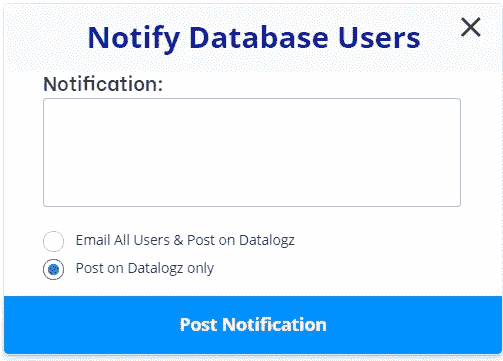 Notify Database Users
Notification:
Email All Users & Post on Datalogz
Post on Datalogz only
Post Notification